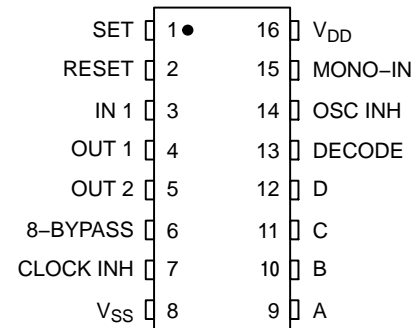 SET 1 16 VDD
RESET 2 15 MONO–IN
IN 1 3 14 OSC INH
OUT 1 4 13 DECODE
OUT 2 5 12 D
8–BYPASS 6 11 C
CLOCK INH 7 10 B
VSS 8 9 A